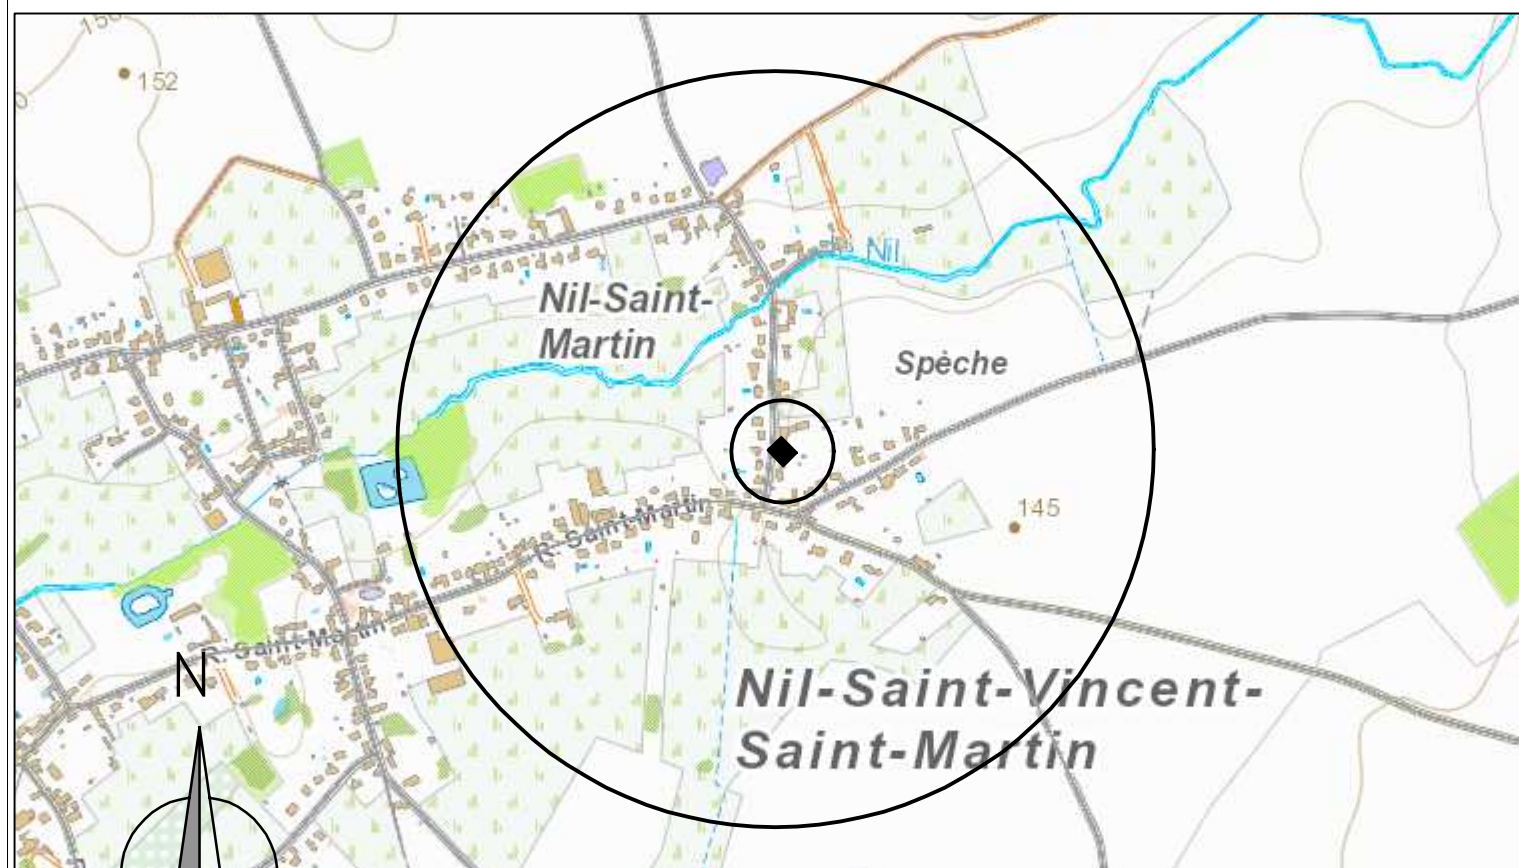 152
Nil
Nil-Saint-
Martin
Spèche
R. Saint-Martin
145
R. Saint-Martin
N
Nil-Saint-Vincent-
Saint-Martin